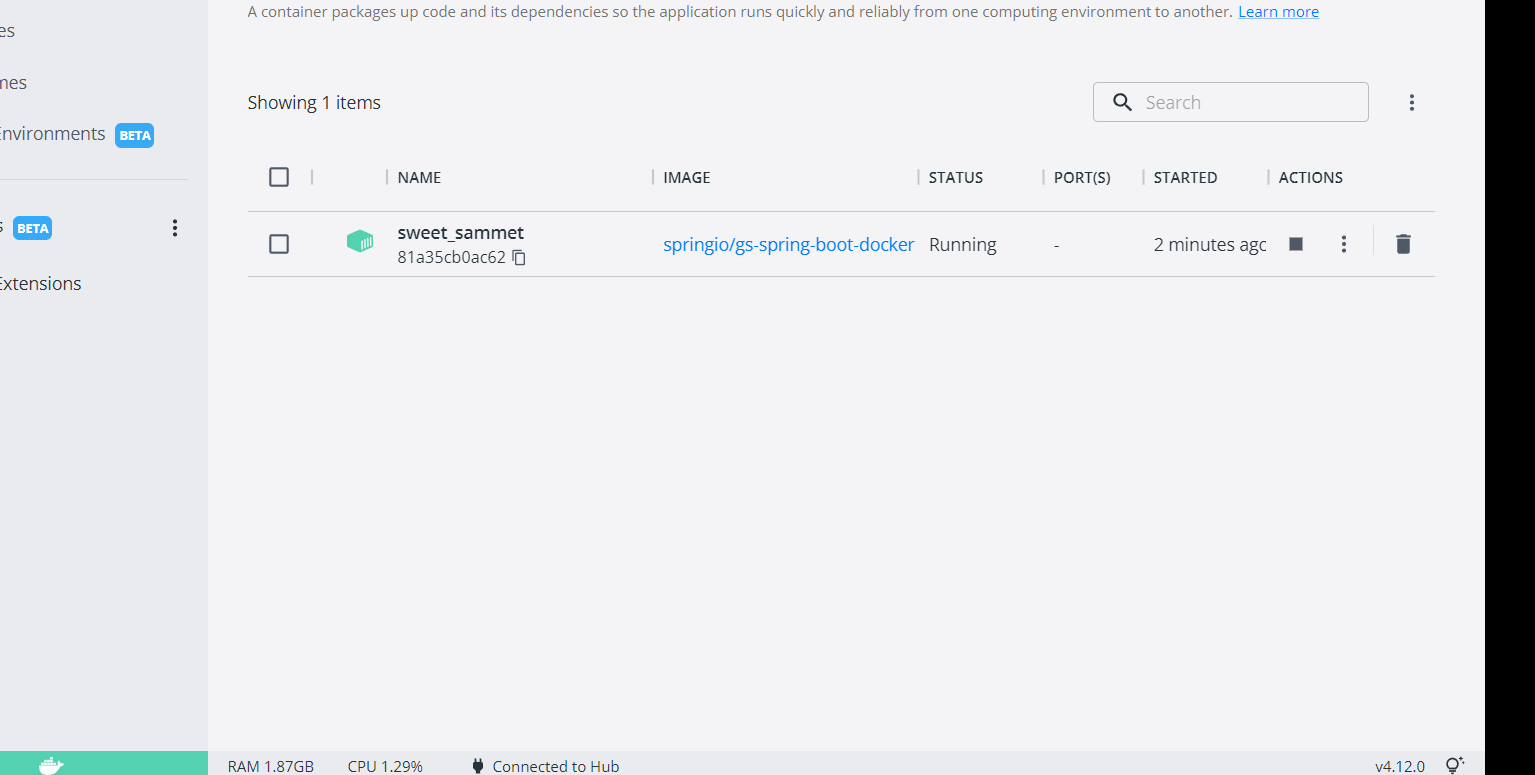 A container packages up code and its dependencies so the application runs quickly and reliably from one computing environment to another. Learn more
es
mes
Environments BETA
s BETA
Extensions
Showing 1 items
Search
NAME IMAGE STATUS PORT(S) STARTED ACTIONS
sweet_sammet
81a35cb0ac62
springio/gs-spring-boot-docker Running - 2 minutes ago
RAM 1.87GB CPU 1.29% Connected to Hub v4.12.0